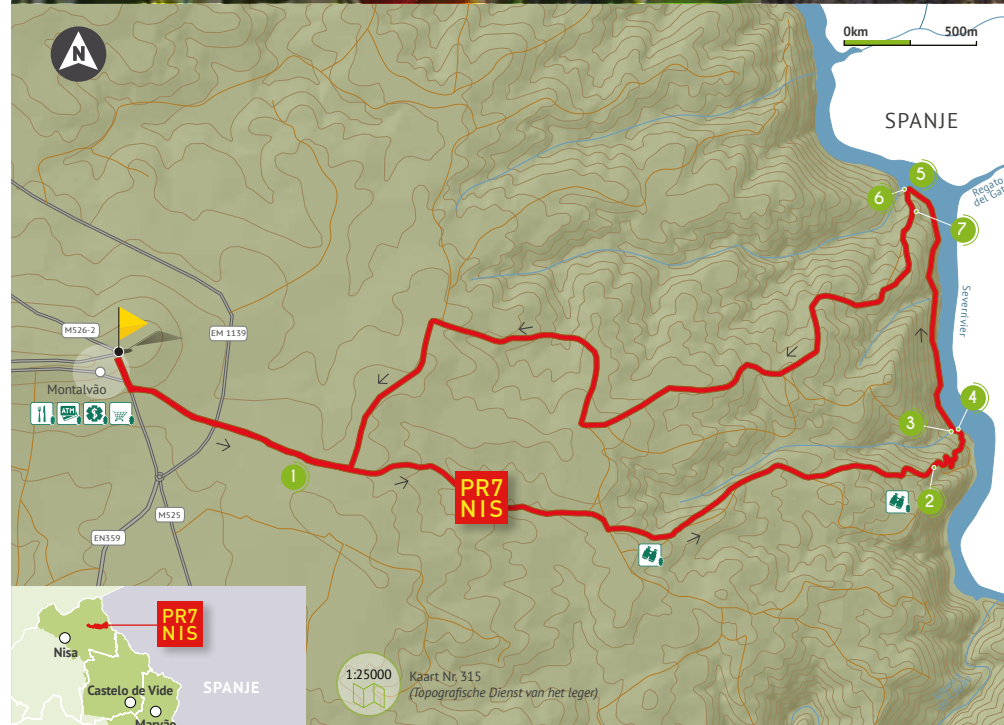 N
0km 500m
SPANJE
5
Regato
del Gat
6
7
Severrivier
M526-2
EM 1139
Montalvão
ATM
4
3
1
PR7
NIS
2
M525
EN359
PR7
NIS
Nisa
SPANJE
Castelo de Vide
Marvão
1:25000
Kaart Nr. 315
(Topografische Dienst van het leger)